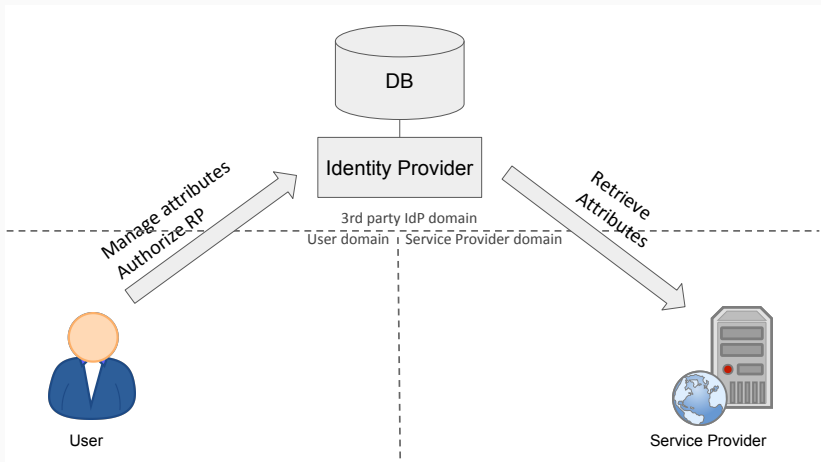 DB
Identity Provider
Manage attributes
Authorize RP
Retrieve
Attributes
3rd party IdP domain
User domain
Service Provider domain
User
Service Provider